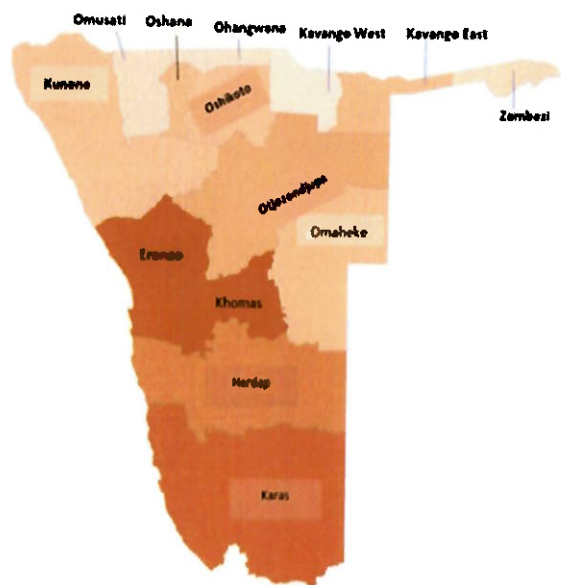 Omusati
Oshana
Ohangwena
Kavango West
Kavango East
Kunene
Oshikoto
Zambezi
Otjozondjupa
Omaheke
Erongo
Khomas
Hardap
Karas